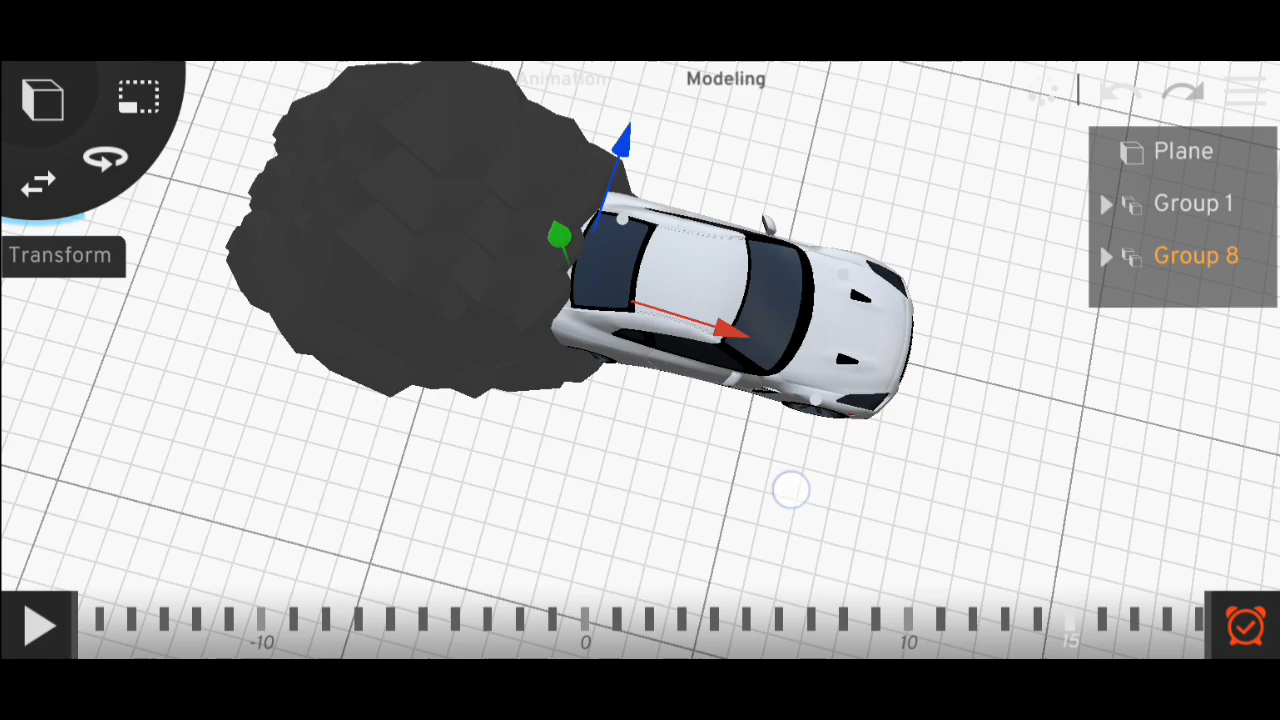 Animation
Modeling
Plane
Group 1
Group 8
Transform
-10
0
10
15